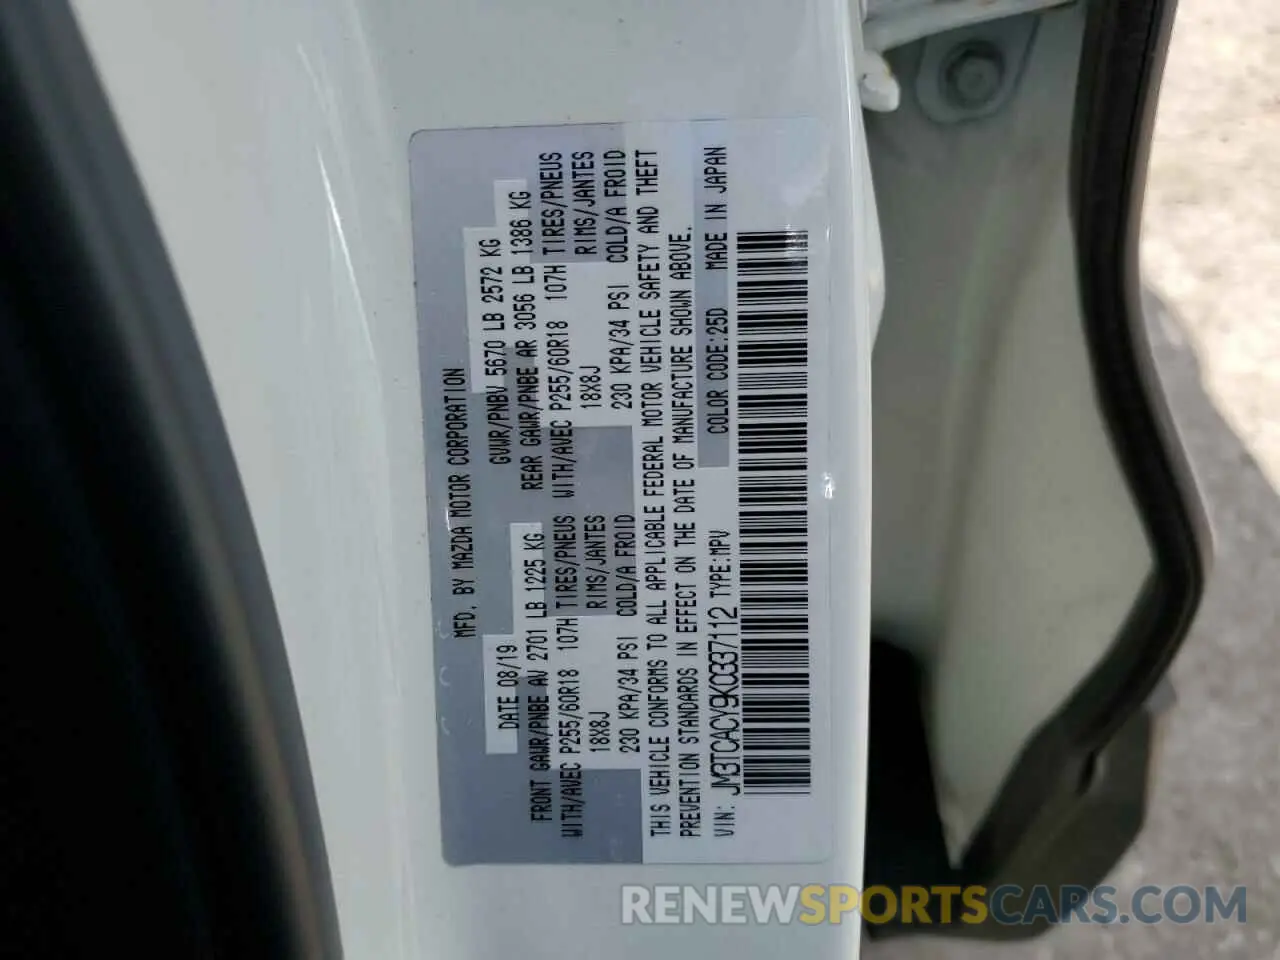 MFD. BY MAZDA MOTOR CORPORATION
DATE 08/19 GVWR/PNBV 5670 LB 2572 KG
FRONT GAWR/PNBE AV 2701 LB 1225 KG REAR GAWR/PNBE AR 3056 LB 1386 KG
WITH/AVEC P255/60R18 107H TIRES/PNEUS WITH/AVEC P255/60R18 107H TIRES/PNEUS
18X8J RIMS/JANTES 18X8J RIMS/JANTES
230 KPA/34 PSI COLD/A FROID 230 KPA/34 PSI COLD/A FROID
THIS VEHICLE CONFORMS TO ALL APPLICABLE FEDERAL MOTOR VEHICLE SAFETY AND THEFT
PREVENTION STANDARDS IN EFFECT ON THE DATE OF MANUFACTURE SHOWN ABOVE.
VIN: JM3TCACY9K0337112 TYPE:MPV COLOR CODE:25D MADE IN JAPAN
RENEWSPORTSCARS.COM